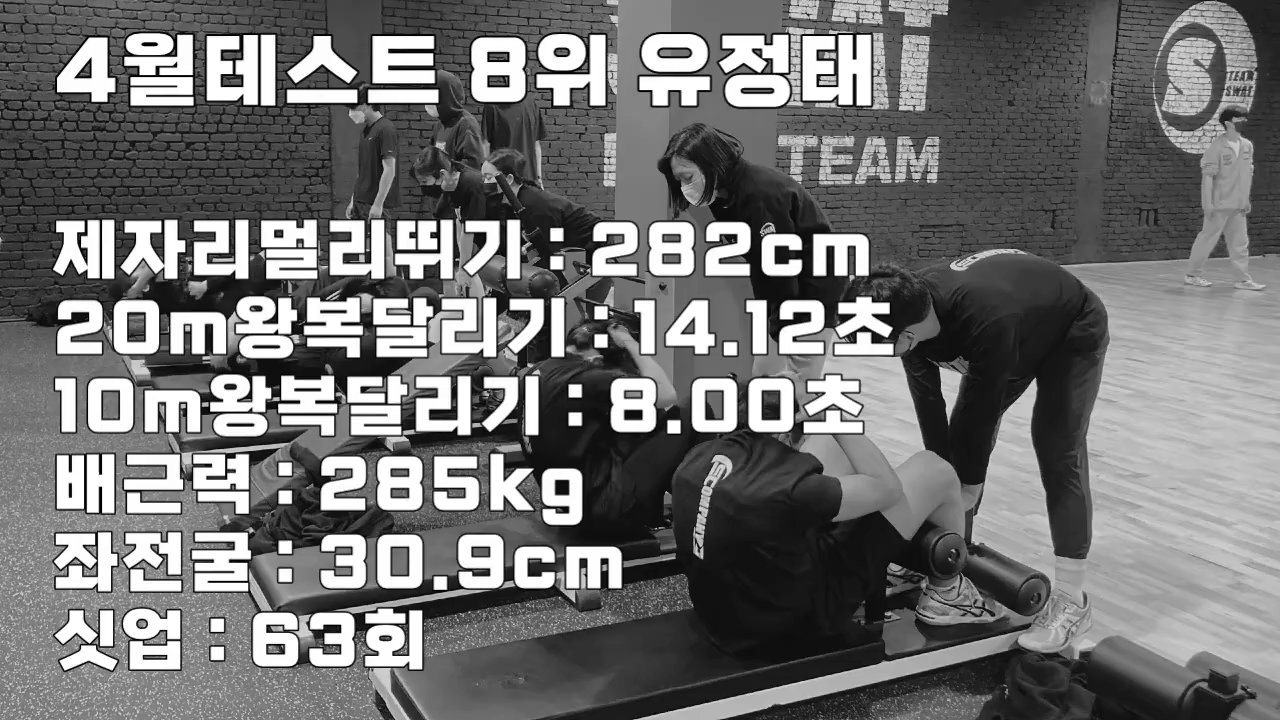 4월테스트 8위 유정태
TEAM
TEAM
SWAT
제자리멀리뛰기 : 282cm
20m왕복달리기 : 14.12초
10m왕복달리기 : 8.00초
배근력 : 285kg
좌전굴 : 30.9cm
싯업 : 63회